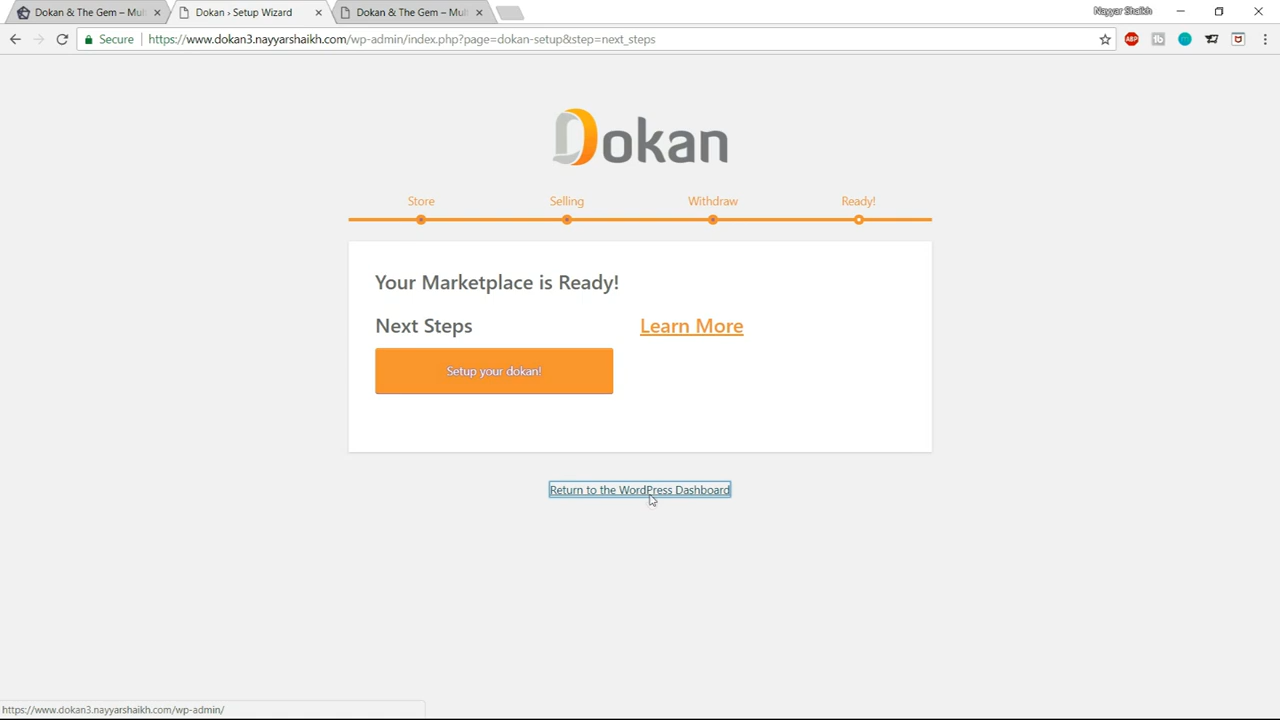 Dokan & The Gem – Mul
Dokan › Setup Wizard
Dokan & The Gem – Mul
Nayyar Shaikh
Secure
https://www.dokan3.nayyarshaikh.com/wp-admin/index.php?page=dokan-setup&step=next_steps
ABP
Dokan
Store
Selling
Withdraw
Ready!
Your Marketplace is Ready!
Next Steps
Learn More
Setup your dokan!
Return to the WordPress Dashboard
https://www.dokan3.nayyarshaikh.com/wp-admin/